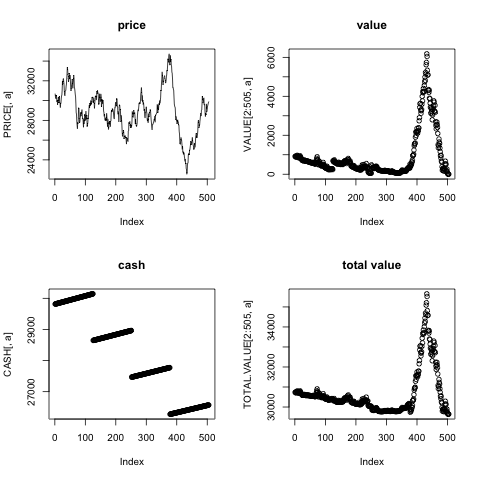 price
PRICE[, a]
24000 28000 32000
0 100 200 300 400 500
Index
value
VALUE[2:505, a]
0 2000 4000 6000
0 100 200 300 400 500
Index
cash
CASH[, a]
27000 29000
0 100 200 300 400 500
Index
total value
TOTAL.VALUE[2:505, a]
30000 31000 32000 34000
0 100 200 300 400 500
Index